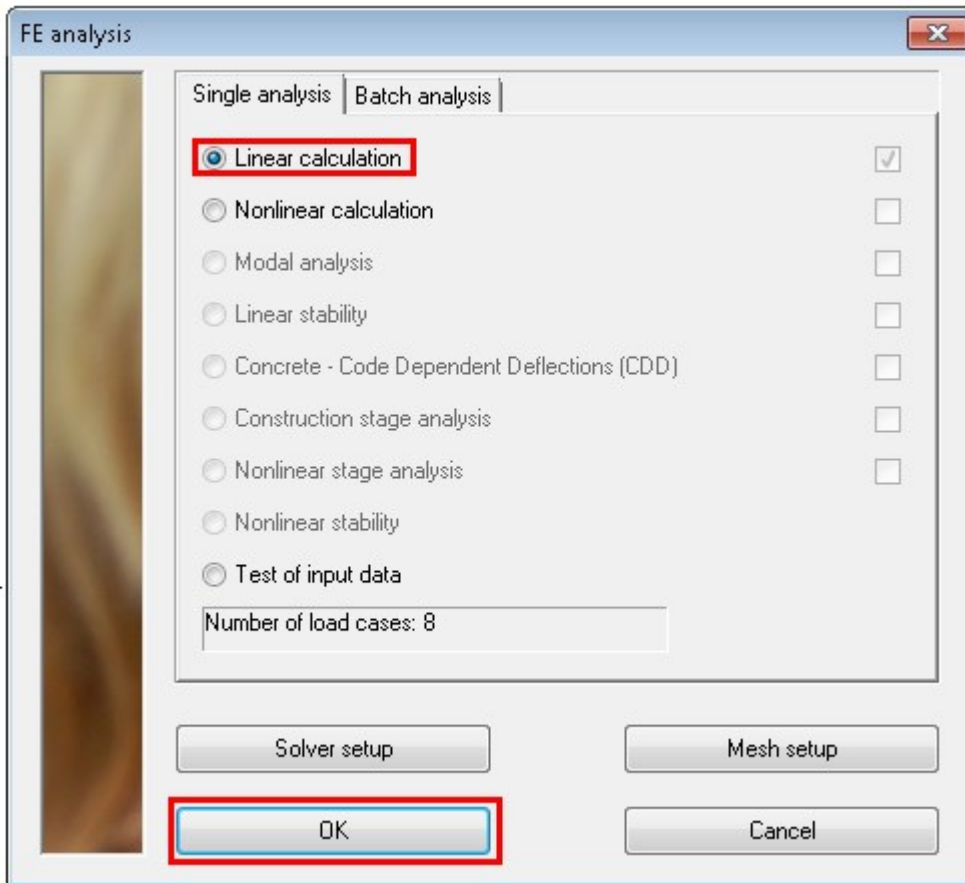 FE analysis
Single analysis
Batch analysis
Linear calculation
Nonlinear calculation
Modal analysis
Linear stability
Concrete - Code Dependent Deflections (CDD)
Construction stage analysis
Nonlinear stage analysis
Nonlinear stability
Test of input data
Number of load cases: 8
Solver setup
Mesh setup
OK
Cancel